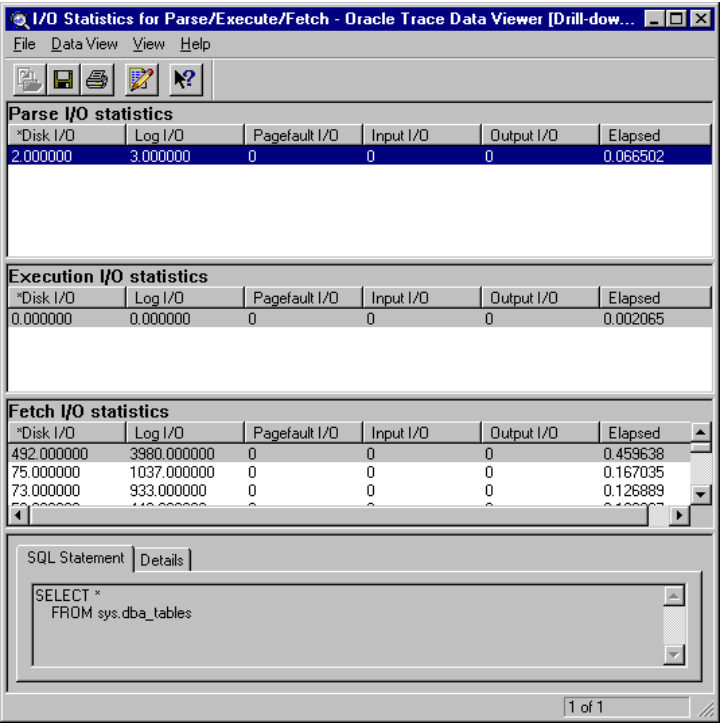 I/O Statistics for Parse/Execute/Fetch - Oracle Trace Data Viewer [Drill-dow...
File Data View View Help
Parse I/O statistics
*Disk I/O Log I/O Pagefault I/O Input I/O Output I/O Elapsed
2.000000 3.000000 0 0 0 0.066502
Execution I/O statistics
*Disk I/O Log I/O Pagefault I/O Input I/O Output I/O Elapsed
0.000000 0.000000 0 0 0 0.002065
Fetch I/O statistics
*Disk I/O Log I/O Pagefault I/O Input I/O Output I/O Elapsed
492.000000 3980.000000 0 0 0 0.459638
75.000000 1037.000000 0 0 0 0.167035
73.000000 933.000000 0 0 0 0.126889
SQL Statement Details
SELECT *
FROM sys.dba_tables
1 of 1